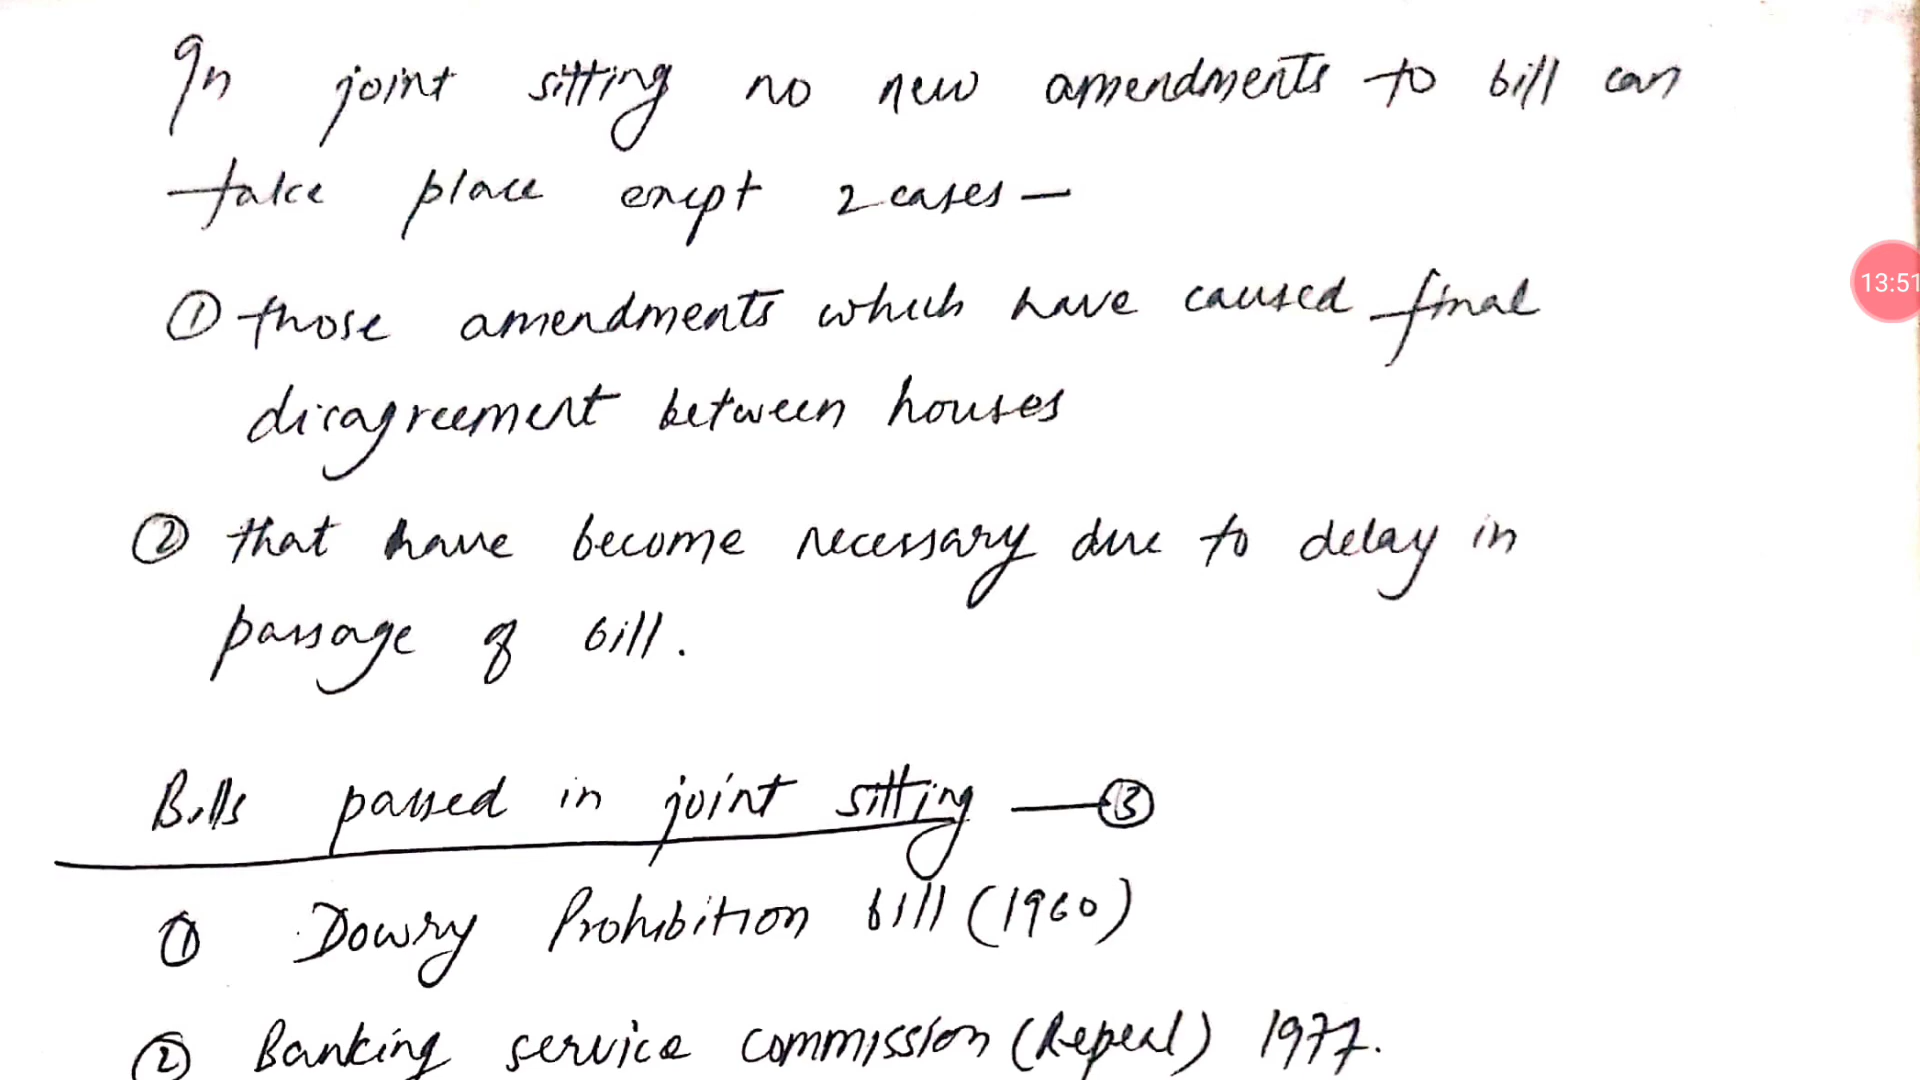 In joint sitting no new amendments to bill can
take place exept 2 cases —
① those amendments which have caused final
disagreement between houses
② that have become necessary due to delay in
passage of bill.
Bills passed in joint sitting — ③
① Dowry Prohibition bill (1960)
② Banking service commission (Repeal) 1977.
13:51